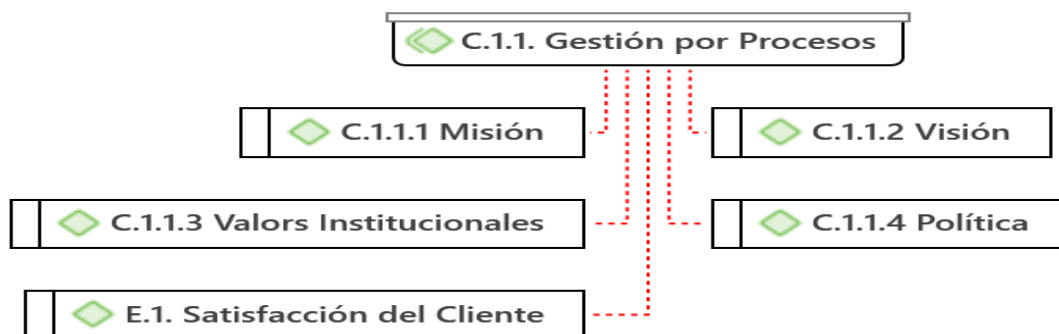 C.1.1. Gestión por Procesos
C.1.1.1 Misión
C.1.1.2 Visión
C.1.1.3 Valors Institucionales
C.1.1.4 Política
E.1. Satisfacción del Cliente